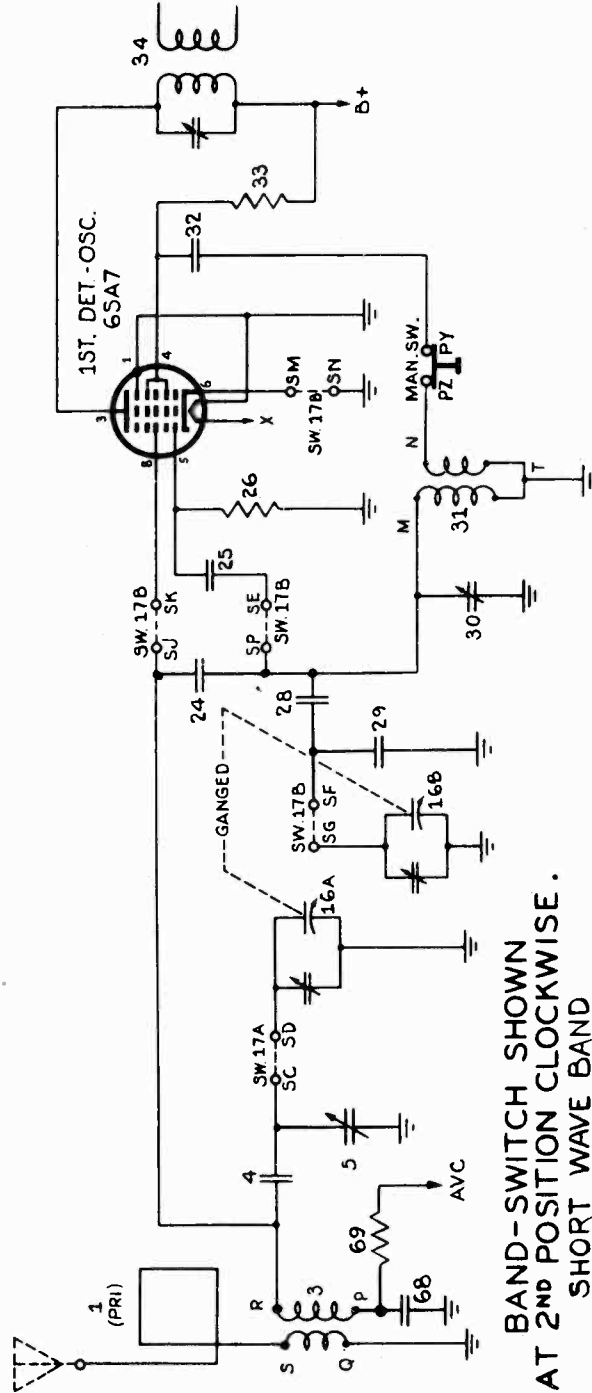 1
(PRI)
S
Q
R
3
P
68
69
AVC
4
5
SW.17A
SC SD
16A
GANGED
SW.17B
SG SF
16B
28
29
24
SW.17B
SJ SK
SP SE
SW.17B
25
26
30
M
N
31
T
MAN.SW.
PZ PY
1ST. DET.-OSC.
6SA7
3
8
5
1
4
6
X
SM
SW.17B
SN
32
33
34
B+
BAND-SWITCH SHOWN
AT 2ND POSITION CLOCKWISE.
SHORT WAVE BAND